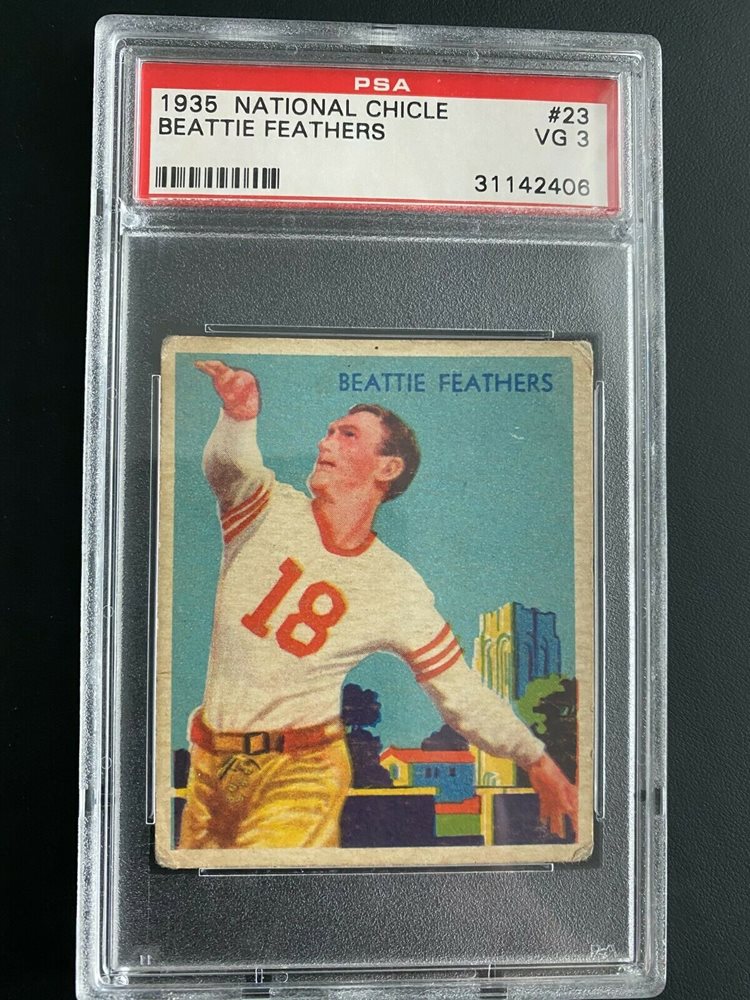 PSA
1935 NATIONAL CHICLE #23
BEATTIE FEATHERS VG 3
31142406
BEATTIE FEATHERS
18